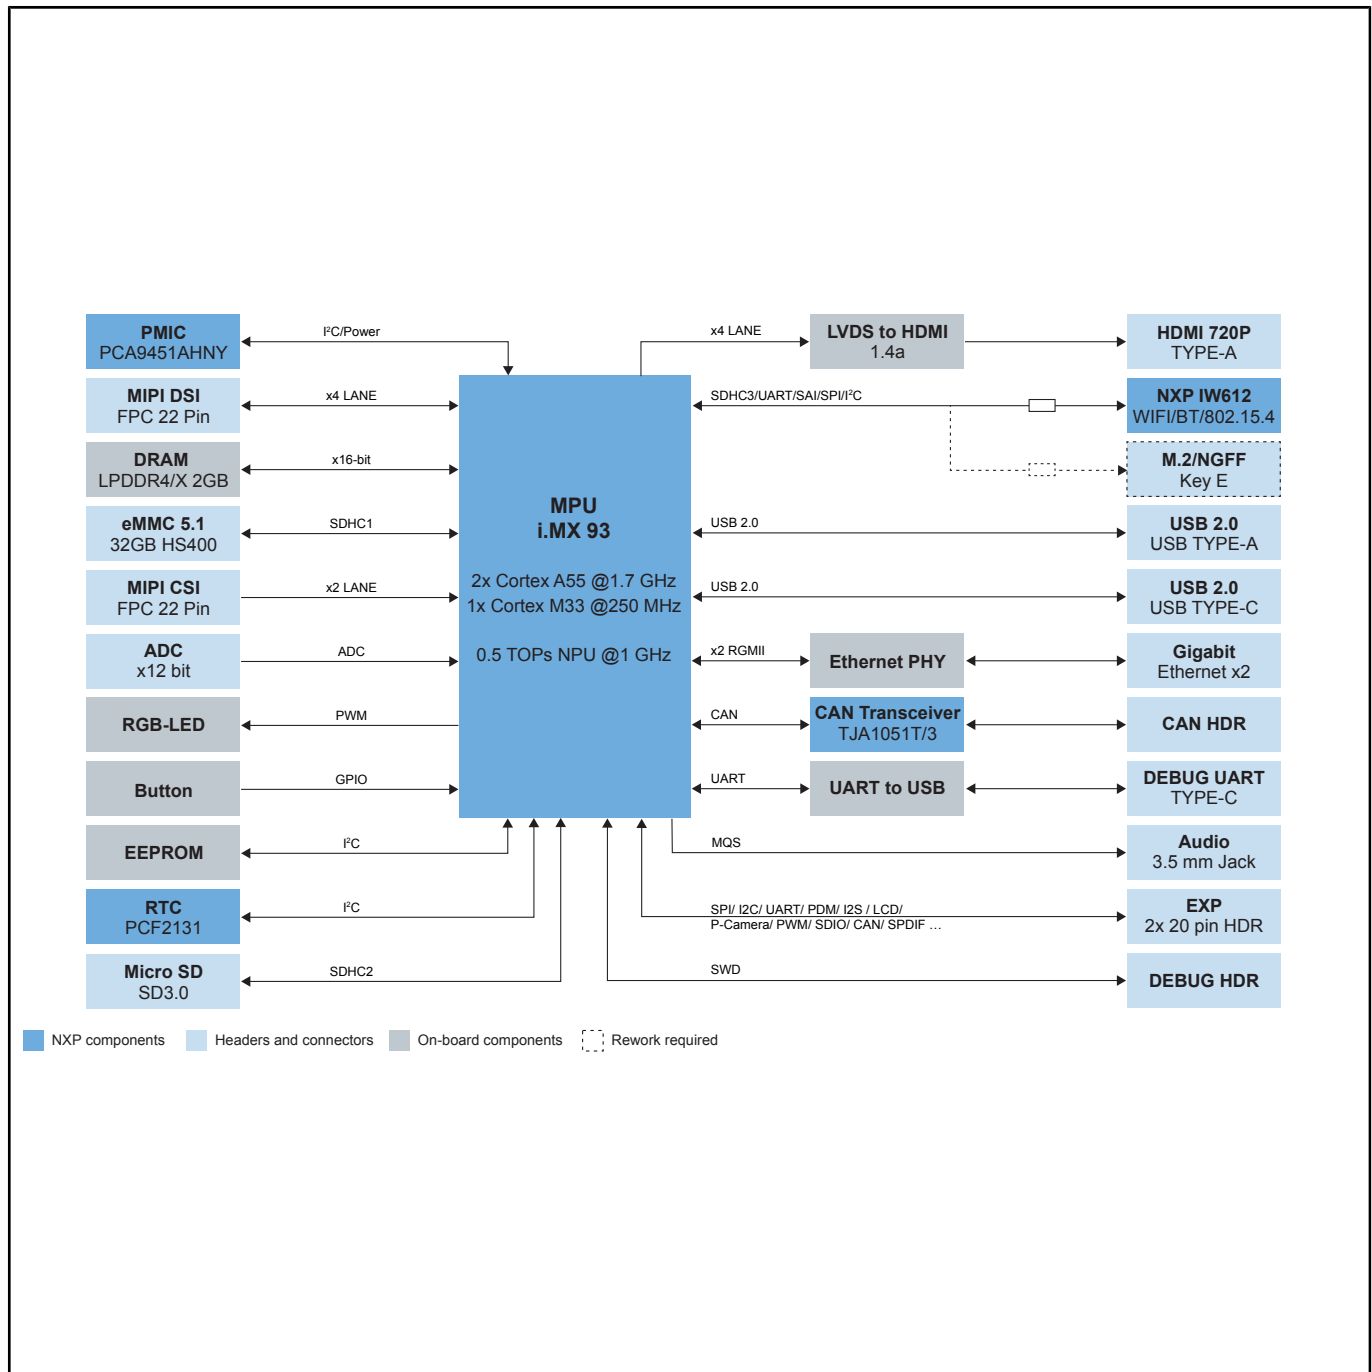 PMIC
PCA9451AHNY
I²C/Power
MIPI DSI
FPC 22 Pin
x4 LANE
DRAM
LPDDR4/X 2GB
x16-bit
eMMC 5.1
32GB HS400
SDHC1
MIPI CSI
FPC 22 Pin
x2 LANE
ADC
x12 bit
ADC
RGB-LED
PWM
Button
GPIO
EEPROM
I²C
RTC
PCF2131
I²C
Micro SD
SD3.0
SDHC2
MPU
i.MX 93
2x Cortex A55 @1.7 GHz
1x Cortex M33 @250 MHz
0.5 TOPs NPU @1 GHz
x4 LANE
LVDS to HDMI
1.4a
HDMI 720P
TYPE-A
SDHC3/UART/SAI/SPI/I²C
NXP IW612
WIFI/BT/802.15.4
M.2/NGFF
Key E
USB 2.0
USB 2.0
USB TYPE-A
USB 2.0
USB 2.0
USB TYPE-C
x2 RGMII
Ethernet PHY
Gigabit
Ethernet x2
CAN
CAN Transceiver
TJA1051T/3
CAN HDR
UART
UART to USB
DEBUG UART
TYPE-C
MQS
Audio
3.5 mm Jack
SPI/ I2C/ UART/ PDM/ I2S / LCD/
P-Camera/ PWM/ SDIO/ CAN/ SPDIF ...
EXP
2x 20 pin HDR
SWD
DEBUG HDR
NXP components
Headers and connectors
On-board components
Rework required